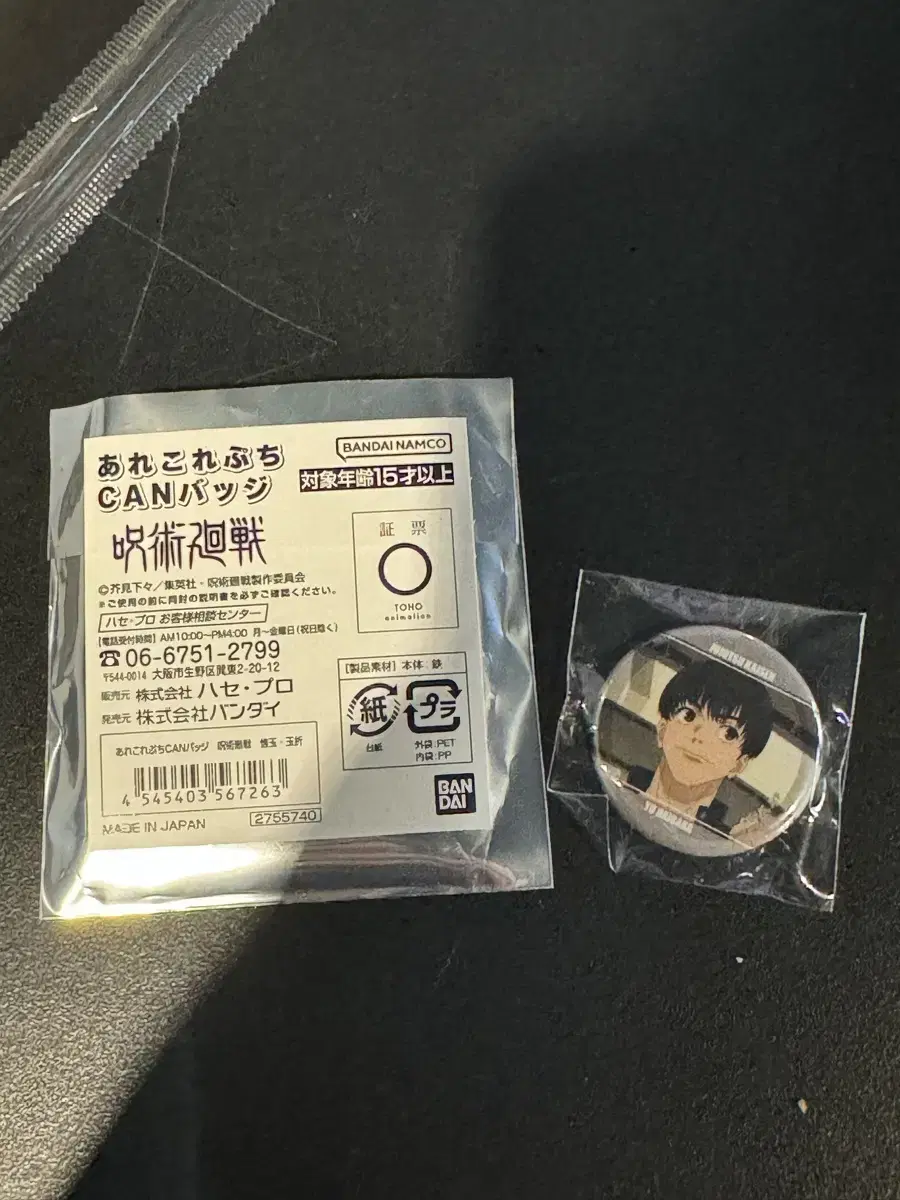 あれこれぷち
CANバッジ
BANDAI NAMCO
対象年齢15才以上
呪術廻戦
©芥見下々／集英社・呪術廻戦製作委員会
※ご使用の前に同封の説明書を必ずご確認ください。
ハセ・プロ お客様相談センター
【電話受付時間】AM10:00〜PM4:00 月〜金曜日(祝日除く)
☎06-6751-2799
〒544-0014 大阪市生野区巽東2-20-12
販売元 株式会社 ハセ・プロ
発売元 株式会社バンダイ
証票
TOHO
animation
【製品素材】本体:鉄
紙
台紙
プラ
外袋:PET
内袋:PP
あれこれぷちCANバッジ 呪術廻戦 懐玉・玉折
4 545403 567263
MADE IN JAPAN
2755740
BAN
DAI
JUJUTSU KAISEN
YU HAIBARA